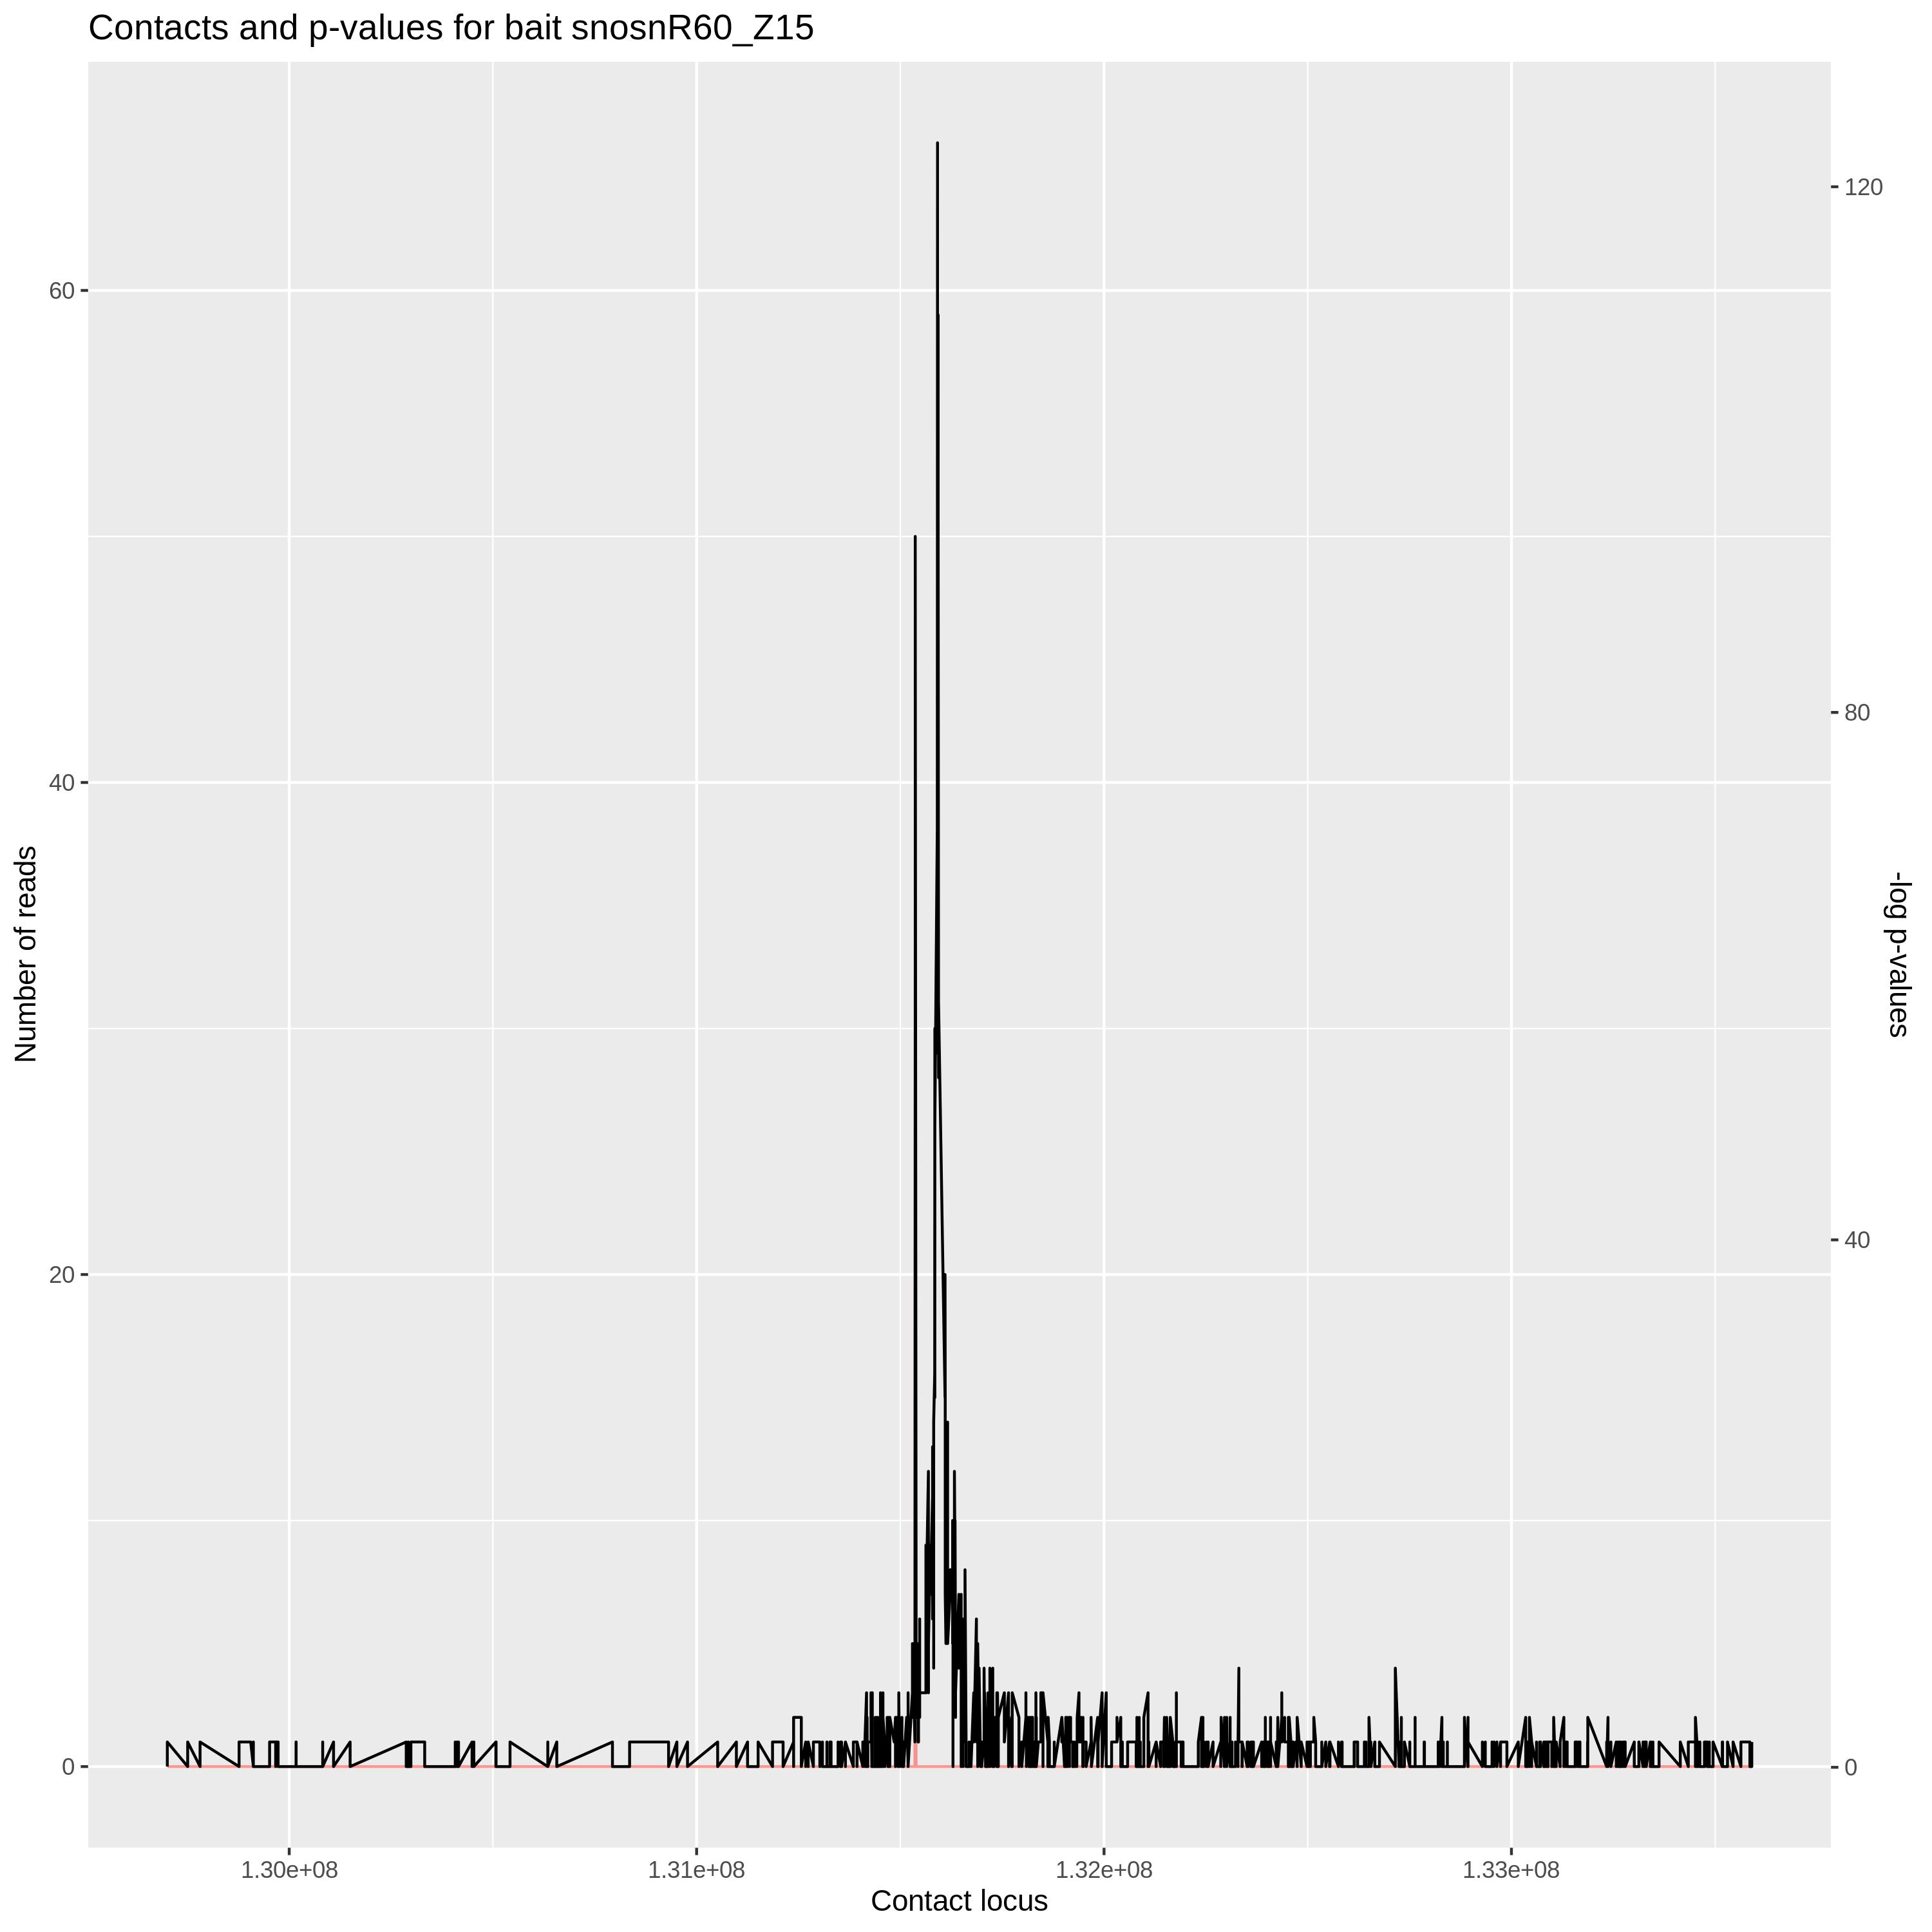 Contacts and p-values for bait snosnR60_Z15
60
40
20
0
120
80
40
0
Number of reads
-log p-values
1.30e+08 1.31e+08 1.32e+08 1.33e+08
Contact locus